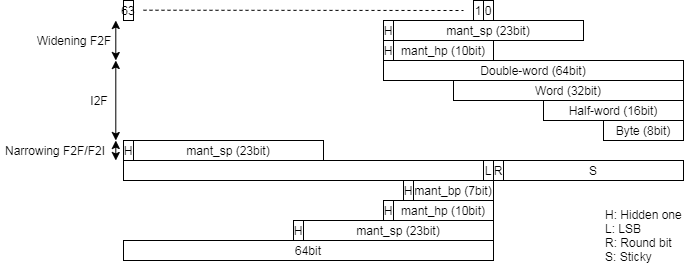 63 1 0
H mant_sp (23bit)
Widening F2F
H mant_hp (10bit)
Double-word (64bit)
Word (32bit)
I2F
Half-word (16bit)
Byte (8bit)
Narrowing F2F/F2I H mant_sp (23bit)
L R S
H mant_bp (7bit)
H mant_hp (10bit)
H mant_sp (23bit)
64bit
H: Hidden one
L: LSB
R: Round bit
S: Sticky